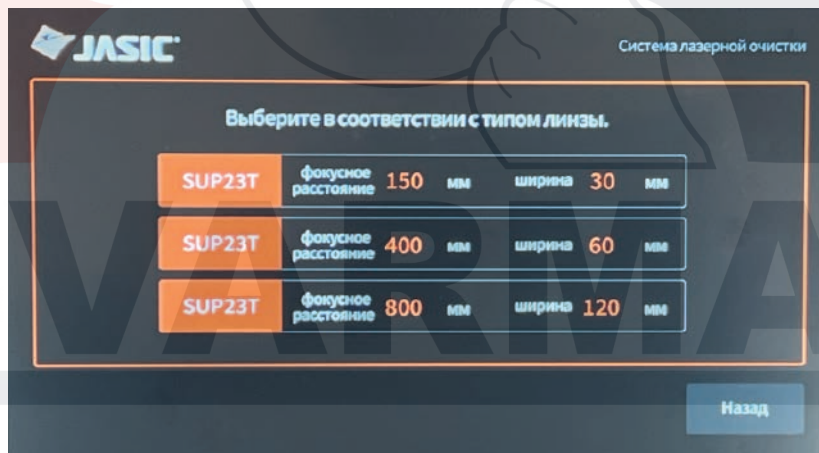 JASIC
Система лазерной очистки
Выберите в соответствии с типом линзы.
SUP23T фокусное расстояние 150 мм ширина 30 мм
SUP23T фокусное расстояние 400 мм ширина 60 мм
SUP23T фокусное расстояние 800 мм ширина 120 мм
Назад
VARMA